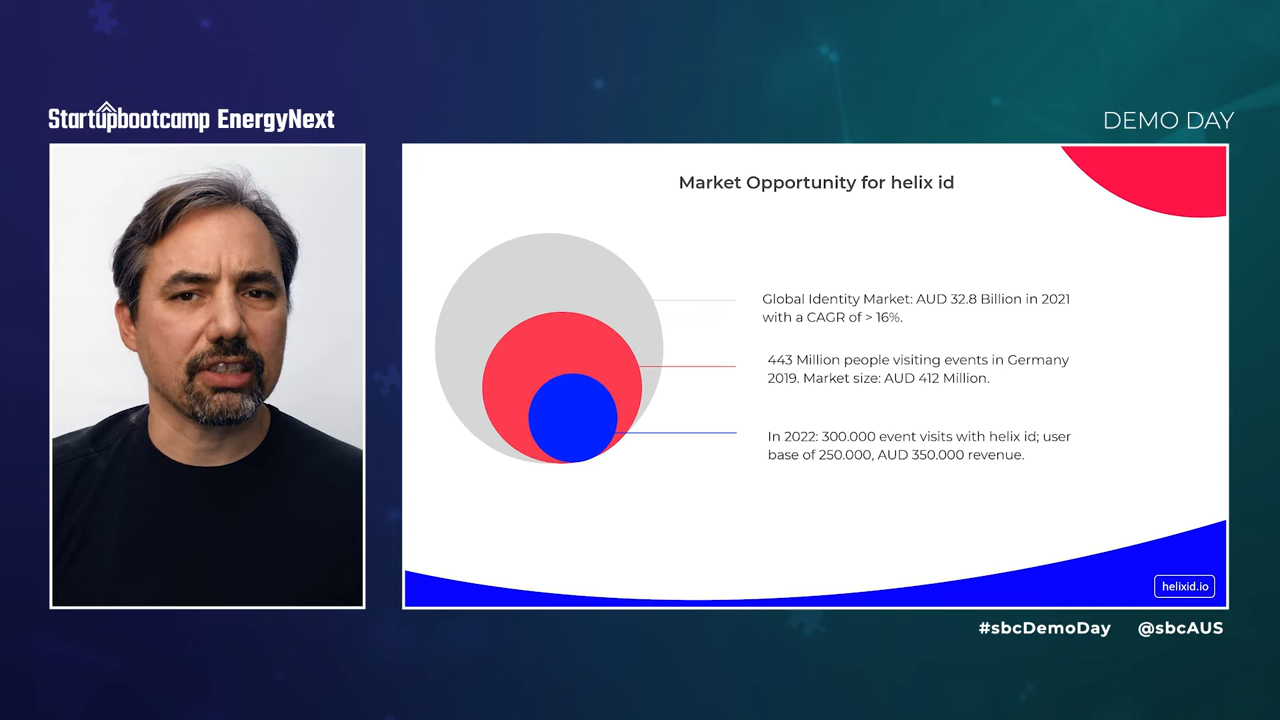 Startupbootcamp EnergyNext
DEMO DAY
Market Opportunity for helix id
Global Identity Market: AUD 32.8 Billion in 2021
with a CAGR of > 16%.
443 Million people visiting events in Germany
2019. Market size: AUD 412 Million.
In 2022: 300.000 event visits with helix id; user
base of 250.000, AUD 350.000 revenue.
helixid.io
#sbcDemoDay @sbcAUS